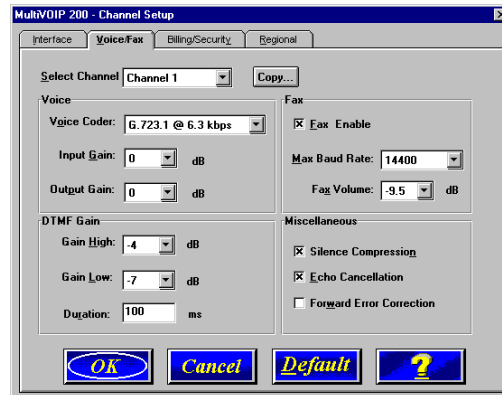 MultiVOIP 200 - Channel Setup
Interface Voice/Fax Billing/Security Regional
Select Channel Channel 1 Copy...
Voice
Voice Coder: G.723.1 @ 6.3 kbps
Input Gain: 0 dB
Output Gain: 0 dB
Fax
Fax Enable
Max Baud Rate: 14400
Fax Volume: -9.5 dB
DTMF Gain
Gain High: -4 dB
Gain Low: -7 dB
Duration: 100 ms
Miscellaneous
Silence Compression
Echo Cancellation
Forward Error Correction
OK Cancel Default ?